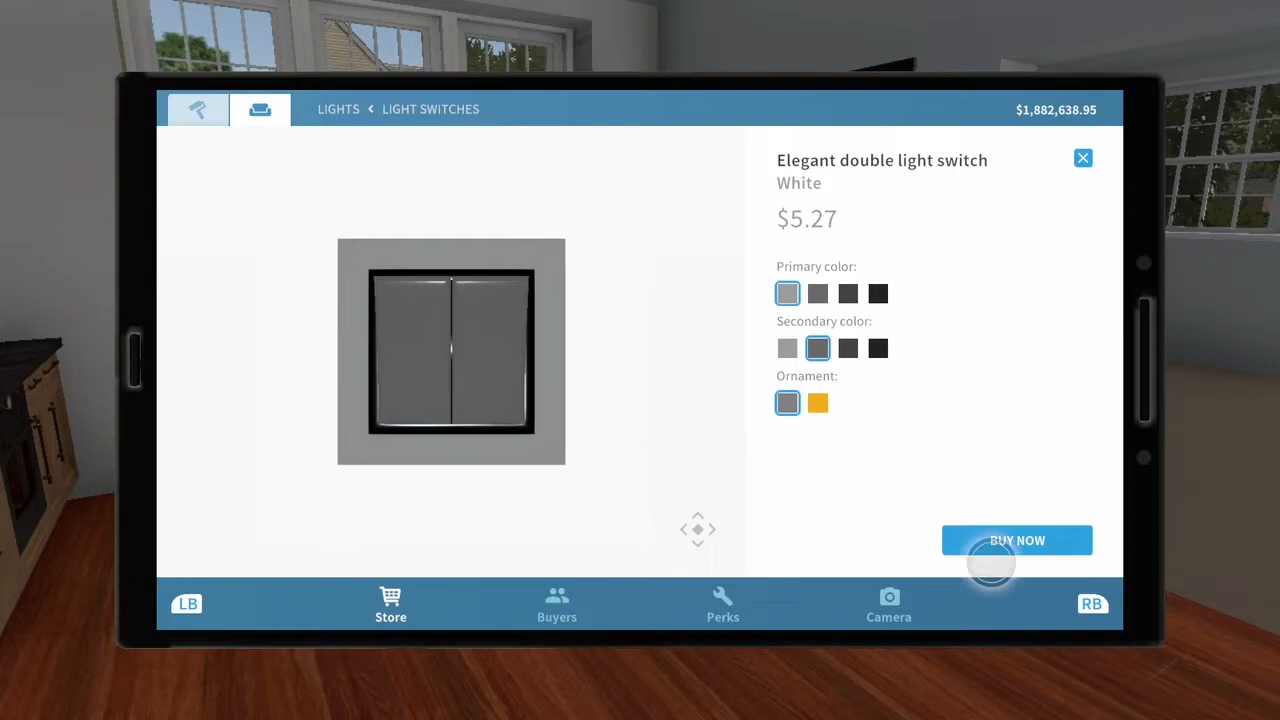 LIGHTS < LIGHT SWITCHES
$1,882,638.95
Elegant double light switch
White
$5.27
Primary color:
Secondary color:
Ornament:
BUY NOW
LB
Store
Buyers
Perks
Camera
RB